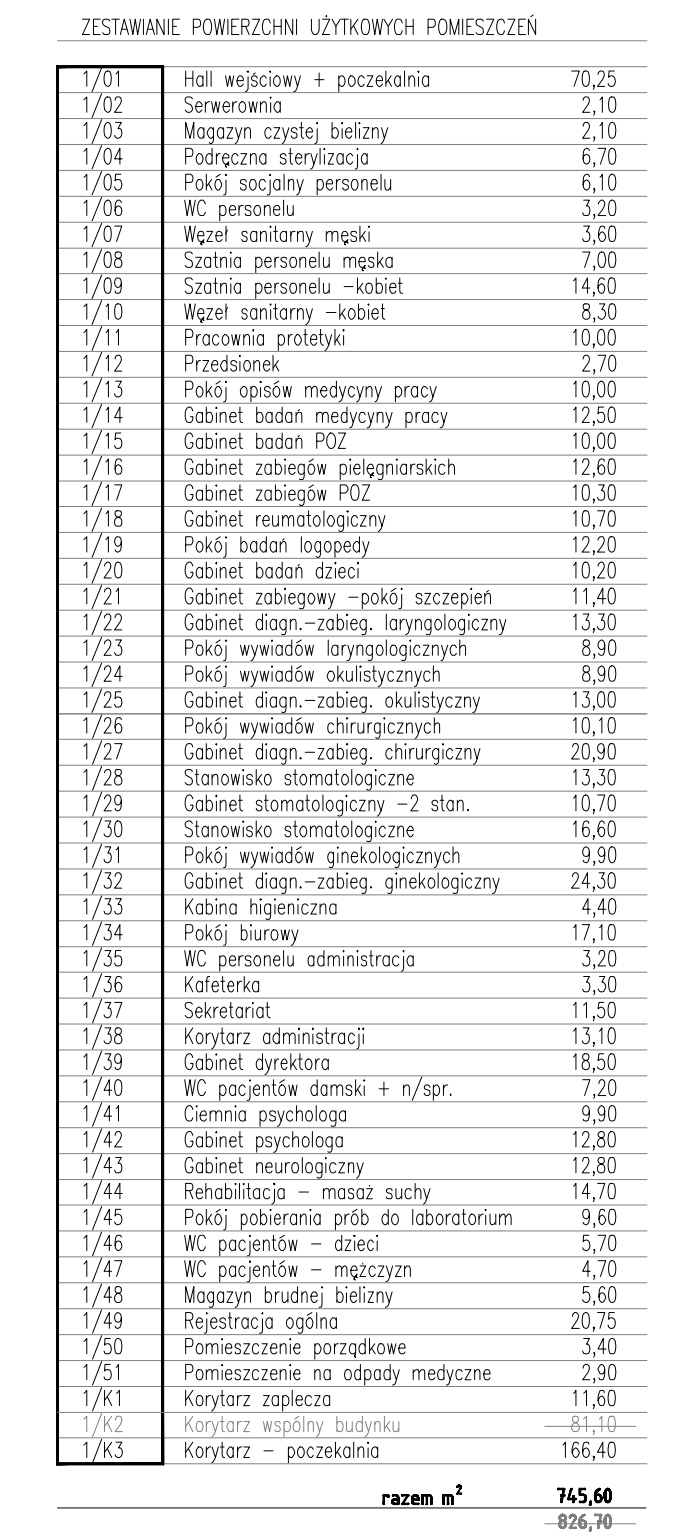 ZESTAWIANIE POWIERZCHNI UŻYTKOWYCH POMIESZCZEŃ
1/01 Hall wejściowy + poczekalnia 70,25
1/02 Serwerownia 2,10
1/03 Magazyn czystej bielizny 2,10
1/04 Podręczna sterylizacja 6,70
1/05 Pokój socjalny personelu 6,10
1/06 WC personelu 3,20
1/07 Węzeł sanitarny męski 3,60
1/08 Szatnia personelu męska 7,00
1/09 Szatnia personelu –kobiet 14,60
1/10 Węzeł sanitarny –kobiet 8,30
1/11 Pracownia protetyki 10,00
1/12 Przedsionek 2,70
1/13 Pokój opisów medycyny pracy 10,00
1/14 Gabinet badań medycyny pracy 12,50
1/15 Gabinet badań POZ 10,00
1/16 Gabinet zabiegów pielęgniarskich 12,60
1/17 Gabinet zabiegów POZ 10,30
1/18 Gabinet reumatologiczny 10,70
1/19 Pokój badań logopedy 12,20
1/20 Gabinet badań dzieci 10,20
1/21 Gabinet zabiegowy –pokój szczepień 11,40
1/22 Gabinet diagn.–zabieg. laryngologiczny 13,30
1/23 Pokój wywiadów laryngologicznych 8,90
1/24 Pokój wywiadów okulistycznych 8,90
1/25 Gabinet diagn.–zabieg. okulistyczny 13,00
1/26 Pokój wywiadów chirurgicznych 10,10
1/27 Gabinet diagn.–zabieg. chirurgiczny 20,90
1/28 Stanowisko stomatologiczne 13,30
1/29 Gabinet stomatologiczny –2 stan. 10,70
1/30 Stanowisko stomatologiczne 16,60
1/31 Pokój wywiadów ginekologicznych 9,90
1/32 Gabinet diagn.–zabieg. ginekologiczny 24,30
1/33 Kabina higieniczna 4,40
1/34 Pokój biurowy 17,10
1/35 WC personelu administracja 3,20
1/36 Kafeterka 3,30
1/37 Sekretariat 11,50
1/38 Korytarz administracji 13,10
1/39 Gabinet dyrektora 18,50
1/40 WC pacjentów damski + n/spr. 7,20
1/41 Ciemnia psychologa 9,90
1/42 Gabinet psychologa 12,80
1/43 Gabinet neurologiczny 12,80
1/44 Rehabilitacja – masaż suchy 14,70
1/45 Pokój pobierania prób do laboratorium 9,60
1/46 WC pacjentów – dzieci 5,70
1/47 WC pacjentów – mężczyzn 4,70
1/48 Magazyn brudnej bielizny 5,60
1/49 Rejestracja ogólna 20,75
1/50 Pomieszczenie porządkowe 3,40
1/51 Pomieszczenie na odpady medyczne 2,90
1/K1 Korytarz zaplecza 11,60
1/K2 Korytarz wspólny budynku 81,10
1/K3 Korytarz – poczekalnia 166,40
razem m² 745,60
826,70